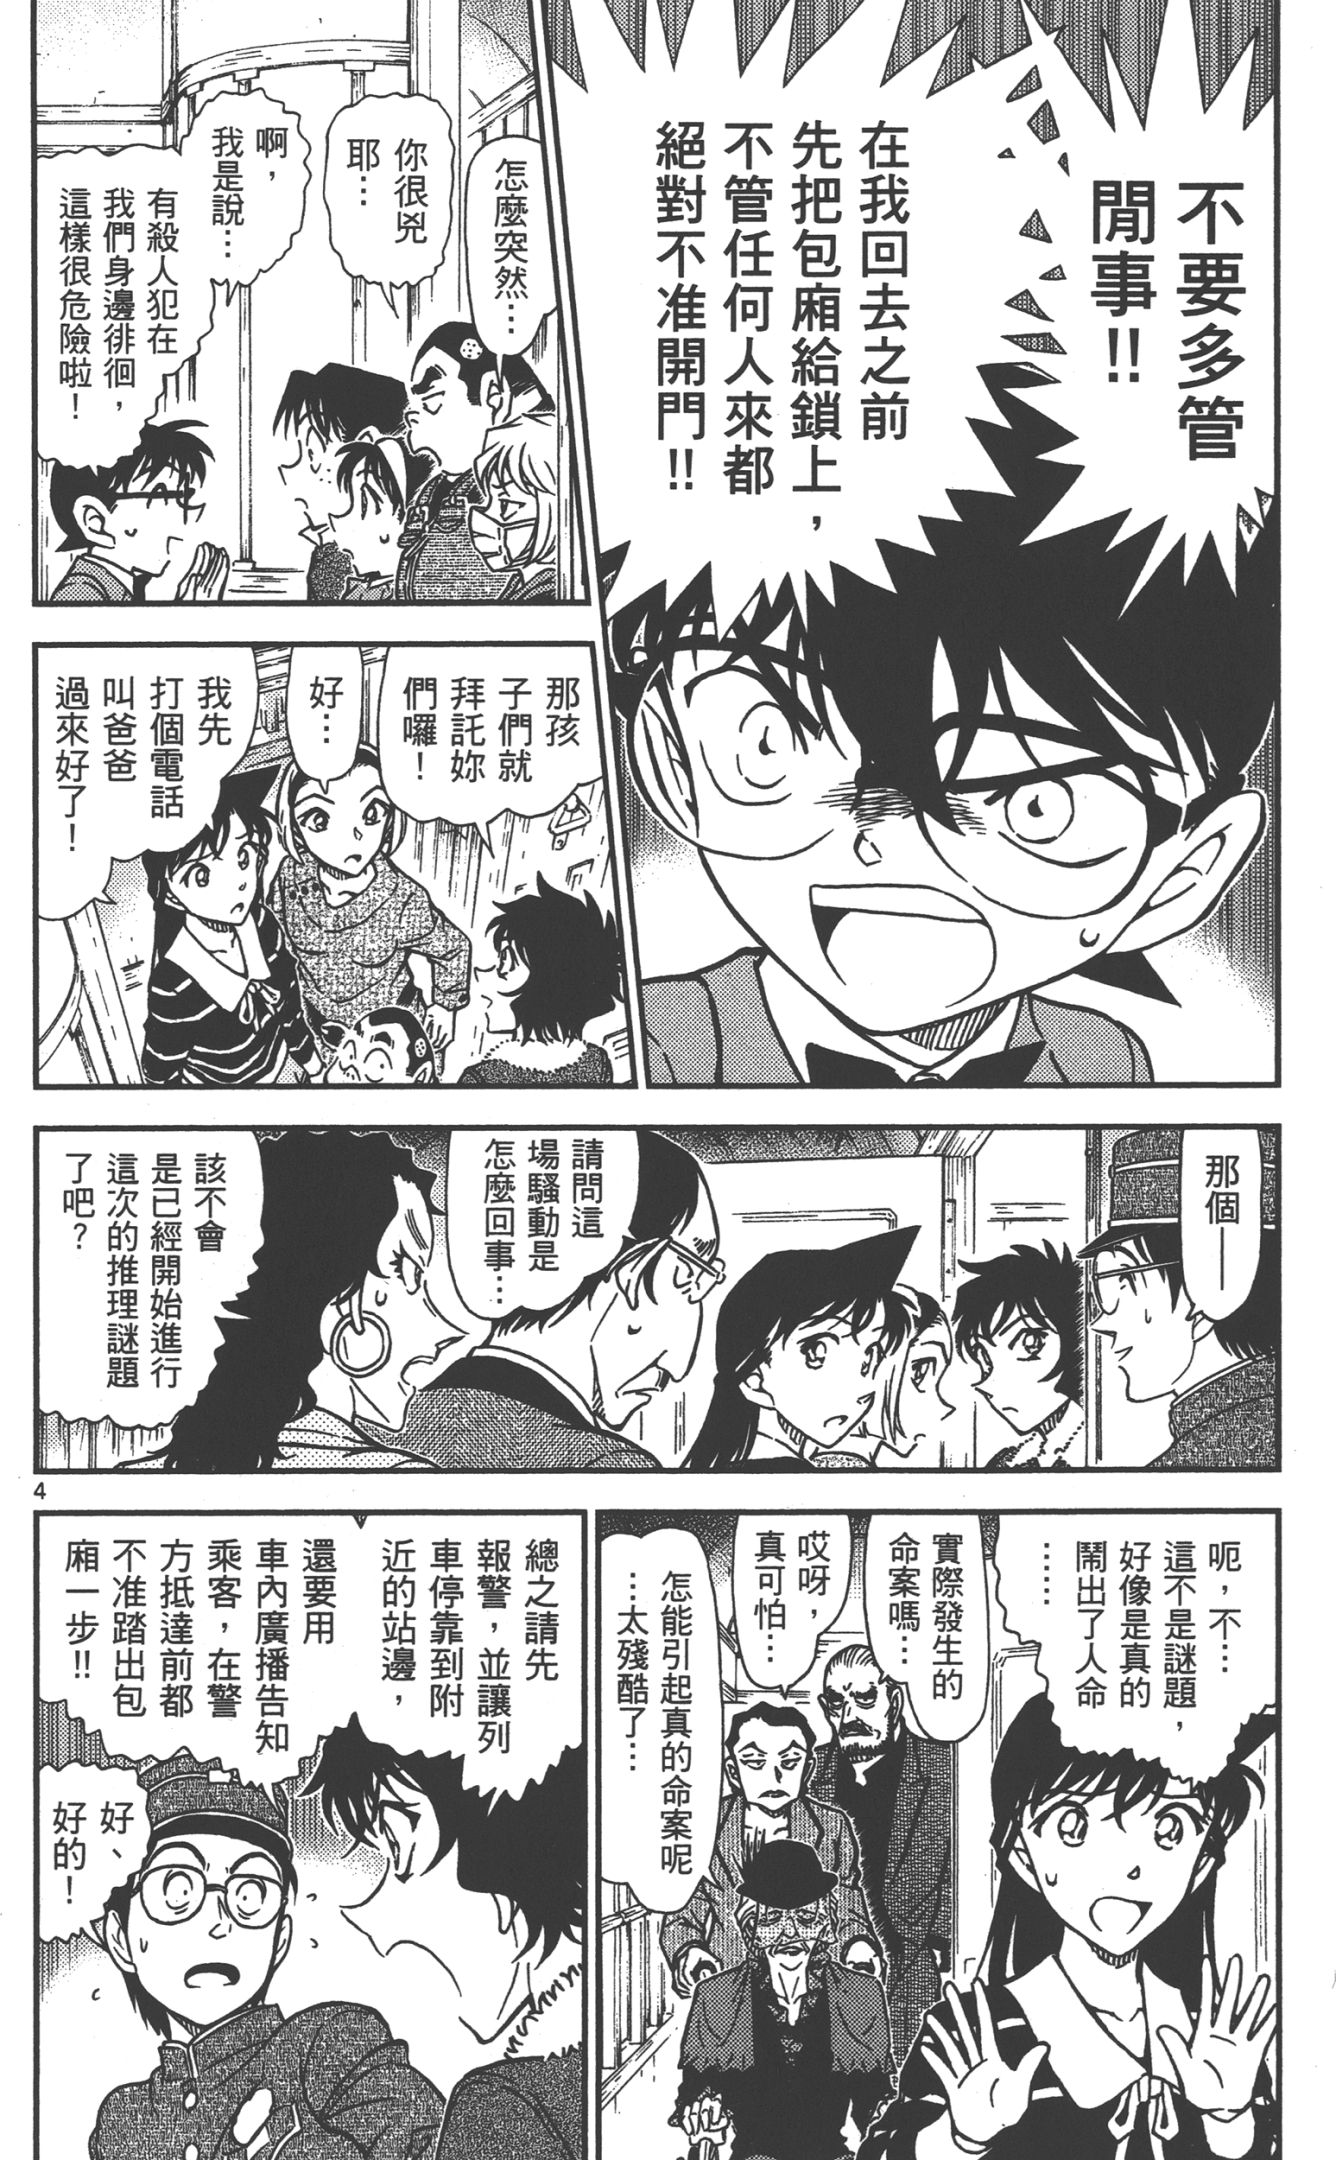 不要多管
閒事!!
在我回去之前
先把包廂給鎖上，
不管任何人來都
絕對不准開門!!
怎麼突然…
你很兇
耶…
啊，
我是說…
有殺人犯在
我們身邊徘徊，
這樣很危險啦！
那孩
子們就
拜託妳
們囉！
好…
我先
打個電話
叫爸爸
過來好了！
那個—
請問這
場騷動是
怎麼回事…
該不會
是已經開始進行
這次的推理謎題
了吧？
4
呃，不…
這不是謎題，
好像是真的
鬧出了人命
……
實際發生的
命案嗎…
哎呀，
真可怕…
怎能引起真的命案呢
…太殘酷了…
總之請先
報警，並讓列
車停靠到附
近的站邊，
還要用
車內廣播告知
乘客，在警
方抵達前都
不准踏出包
廂一步!!
好、
好的！